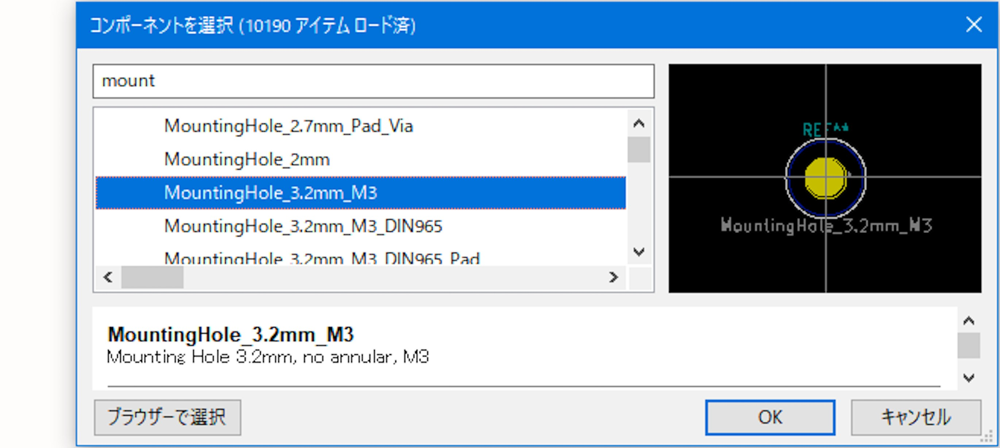 コンポーネントを選択 (10190 アイテム ロード済)
mount
MountingHole_2.7mm_Pad_Via
MountingHole_2mm
MountingHole_3.2mm_M3
MountingHole_3.2mm_M3_DIN965
MountingHole_3.2mm_M3_DIN965_Pad
REF**
MountingHole_3.2mm_M3
MountingHole_3.2mm_M3
Mounting Hole 3.2mm, no annular, M3
ブラウザーで選択
OK
キャンセル